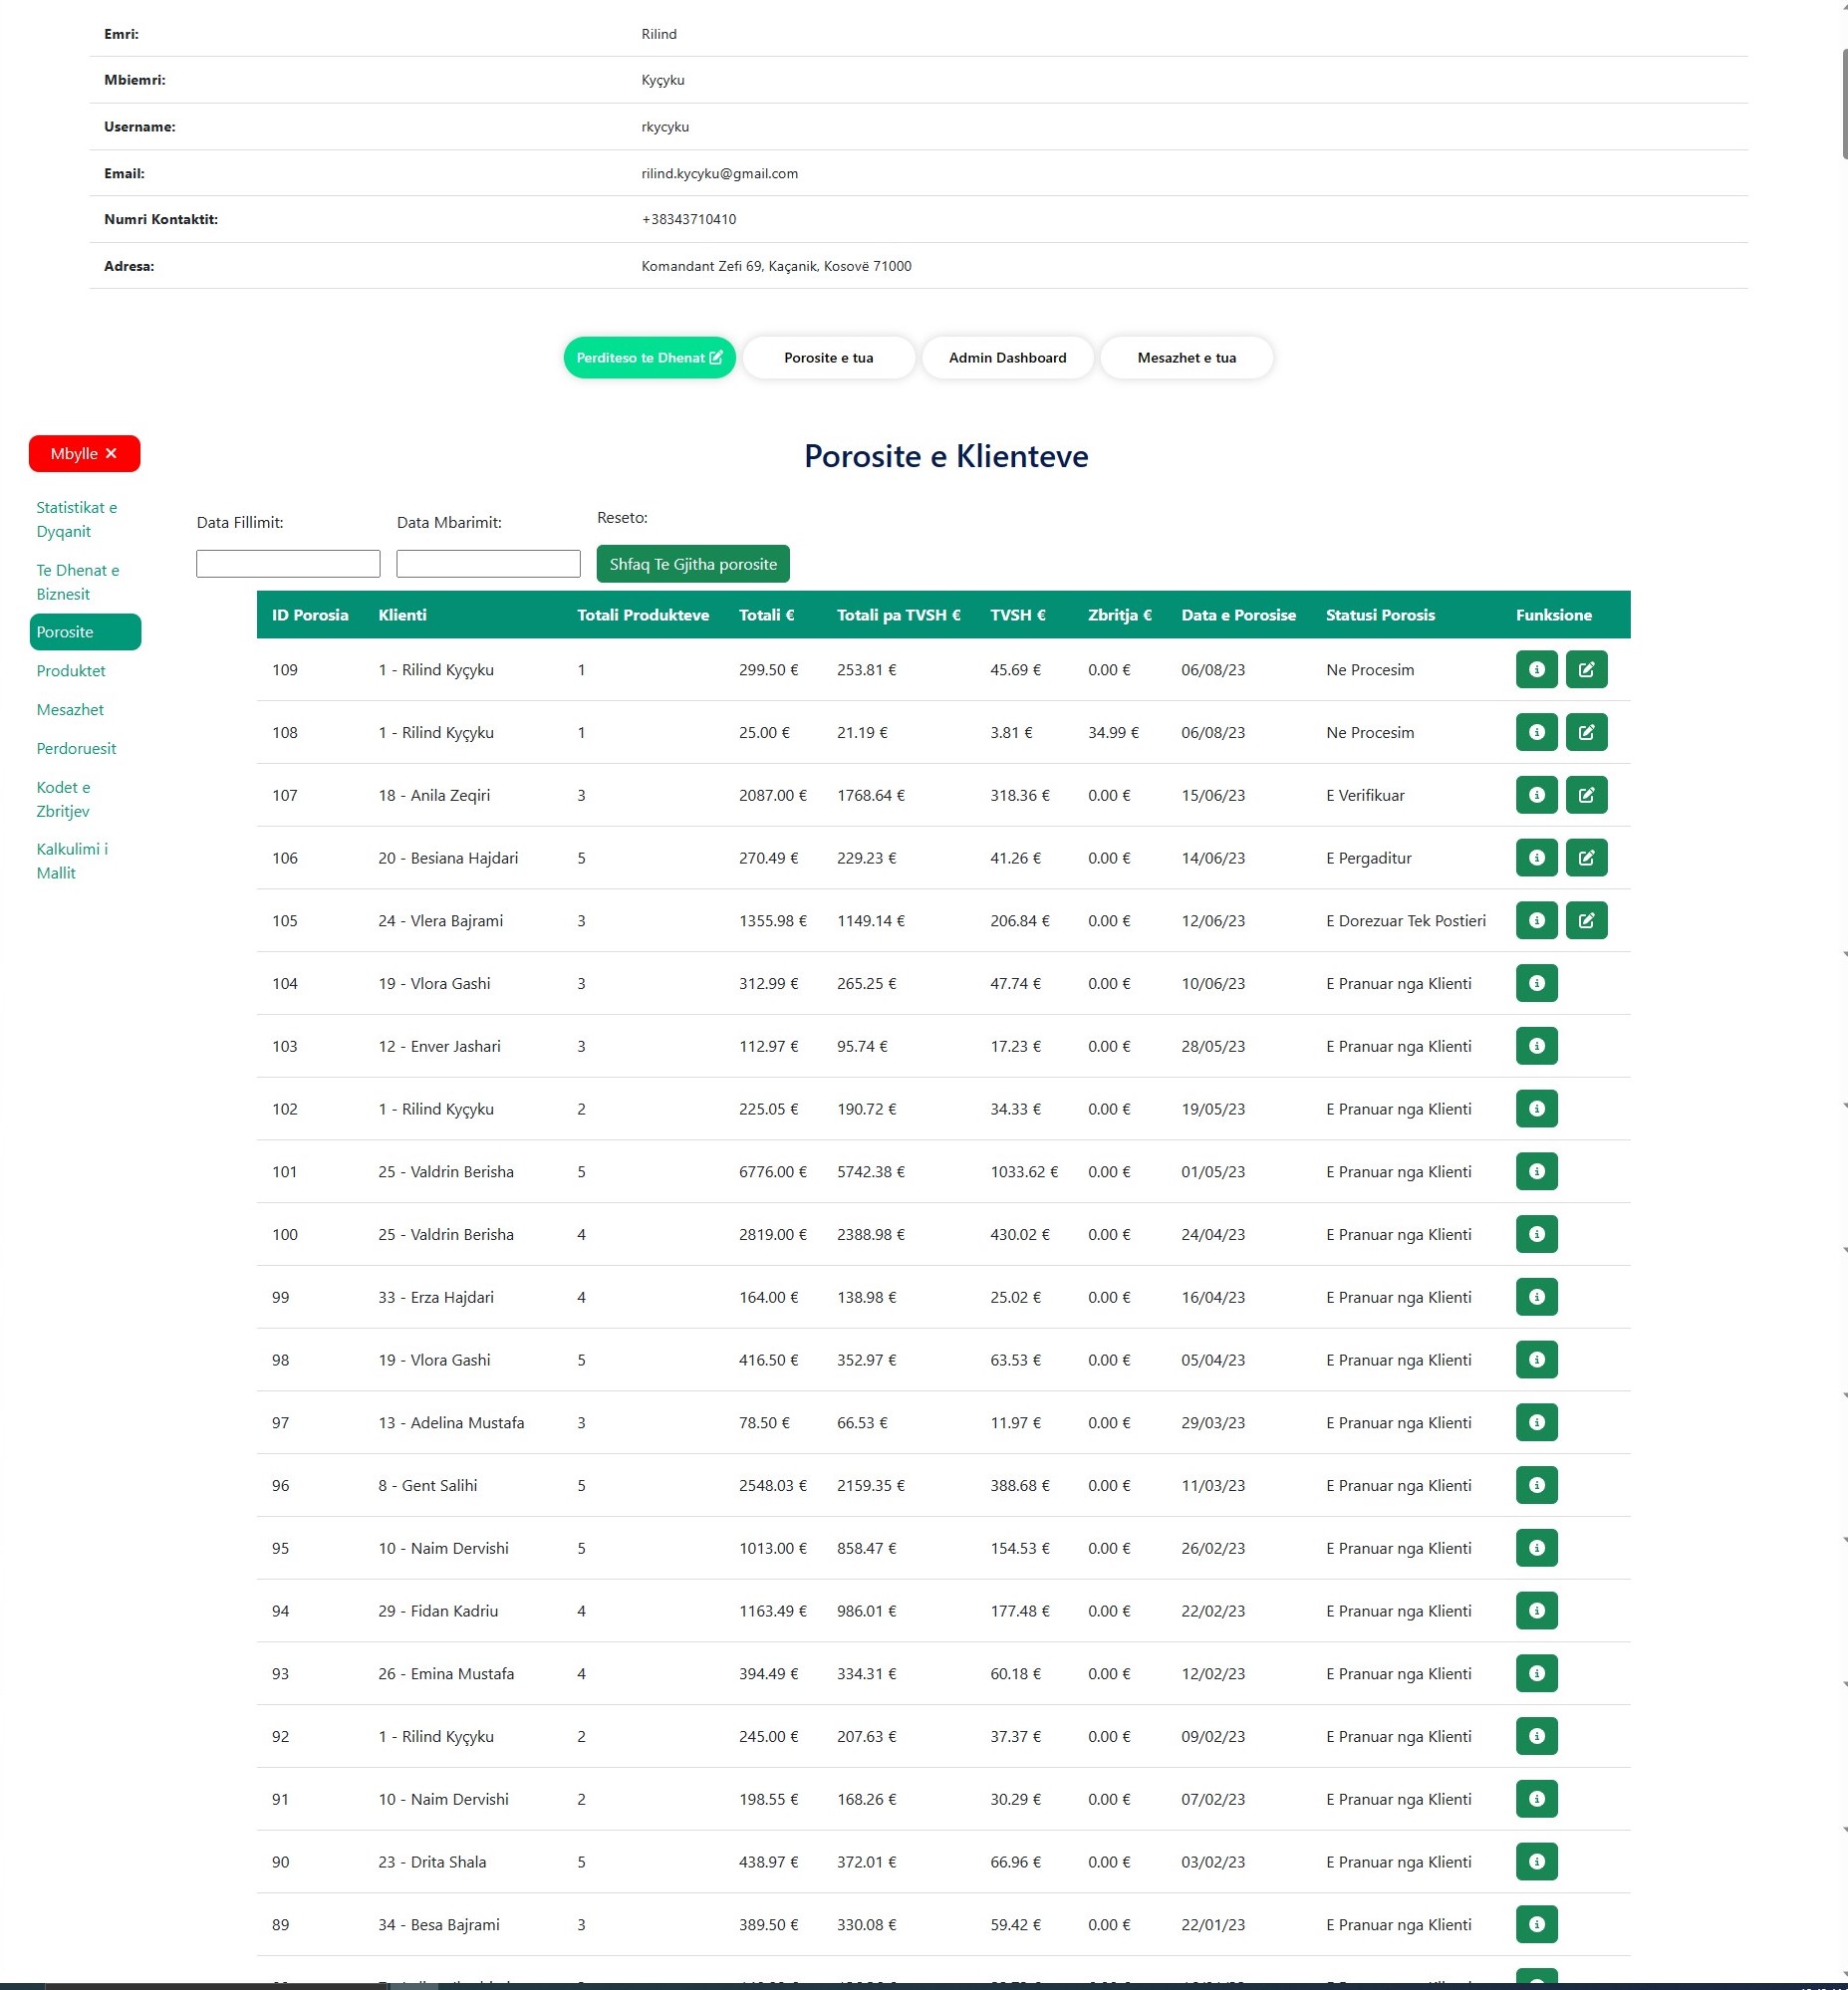 Emri: Rilind
Mbiemri: Kyçyku
Username: rkycyku
Email: rilind.kycyku@gmail.com
Numri Kontaktit: +38343710410
Adresa: Komandant Zefi 69, Kaçanik, Kosovë 71000
Perditeso te Dhenat Porosite e tua Admin Dashboard Mesazhet e tua
Mbylle ✕
Statistikat e
Dyqanit
Te Dhenat e
Biznesit
Porosite
Produktet
Mesazhet
Perdoruesit
Kodet e
Zbritjev
Kalkulimi i
Mallit
Porosite e Klienteve
Data Fillimit: Data Mbarimit: Reseto:
Shfaq Te Gjitha porosite
ID Porosia Klienti Totali Produkteve Totali € Totali pa TVSH € TVSH € Zbritja € Data e Porosise Statusi Porosis Funksione
109 1 - Rilind Kyçyku 1 299.50 € 253.81 € 45.69 € 0.00 € 06/08/23 Ne Procesim
108 1 - Rilind Kyçyku 1 25.00 € 21.19 € 3.81 € 34.99 € 06/08/23 Ne Procesim
107 18 - Anila Zeqiri 3 2087.00 € 1768.64 € 318.36 € 0.00 € 15/06/23 E Verifikuar
106 20 - Besiana Hajdari 5 270.49 € 229.23 € 41.26 € 0.00 € 14/06/23 E Pergaditur
105 24 - Vlera Bajrami 3 1355.98 € 1149.14 € 206.84 € 0.00 € 12/06/23 E Dorezuar Tek Postieri
104 19 - Vlora Gashi 3 312.99 € 265.25 € 47.74 € 0.00 € 10/06/23 E Pranuar nga Klienti
103 12 - Enver Jashari 3 112.97 € 95.74 € 17.23 € 0.00 € 28/05/23 E Pranuar nga Klienti
102 1 - Rilind Kyçyku 2 225.05 € 190.72 € 34.33 € 0.00 € 19/05/23 E Pranuar nga Klienti
101 25 - Valdrin Berisha 5 6776.00 € 5742.38 € 1033.62 € 0.00 € 01/05/23 E Pranuar nga Klienti
100 25 - Valdrin Berisha 4 2819.00 € 2388.98 € 430.02 € 0.00 € 24/04/23 E Pranuar nga Klienti
99 33 - Erza Hajdari 4 164.00 € 138.98 € 25.02 € 0.00 € 16/04/23 E Pranuar nga Klienti
98 19 - Vlora Gashi 5 416.50 € 352.97 € 63.53 € 0.00 € 05/04/23 E Pranuar nga Klienti
97 13 - Adelina Mustafa 3 78.50 € 66.53 € 11.97 € 0.00 € 29/03/23 E Pranuar nga Klienti
96 8 - Gent Salihi 5 2548.03 € 2159.35 € 388.68 € 0.00 € 11/03/23 E Pranuar nga Klienti
95 10 - Naim Dervishi 5 1013.00 € 858.47 € 154.53 € 0.00 € 26/02/23 E Pranuar nga Klienti
94 29 - Fidan Kadriu 4 1163.49 € 986.01 € 177.48 € 0.00 € 22/02/23 E Pranuar nga Klienti
93 26 - Emina Mustafa 4 394.49 € 334.31 € 60.18 € 0.00 € 12/02/23 E Pranuar nga Klienti
92 1 - Rilind Kyçyku 2 245.00 € 207.63 € 37.37 € 0.00 € 09/02/23 E Pranuar nga Klienti
91 10 - Naim Dervishi 2 198.55 € 168.26 € 30.29 € 0.00 € 07/02/23 E Pranuar nga Klienti
90 23 - Drita Shala 5 438.97 € 372.01 € 66.96 € 0.00 € 03/02/23 E Pranuar nga Klienti
89 34 - Besa Bajrami 3 389.50 € 330.08 € 59.42 € 0.00 € 22/01/23 E Pranuar nga Klienti